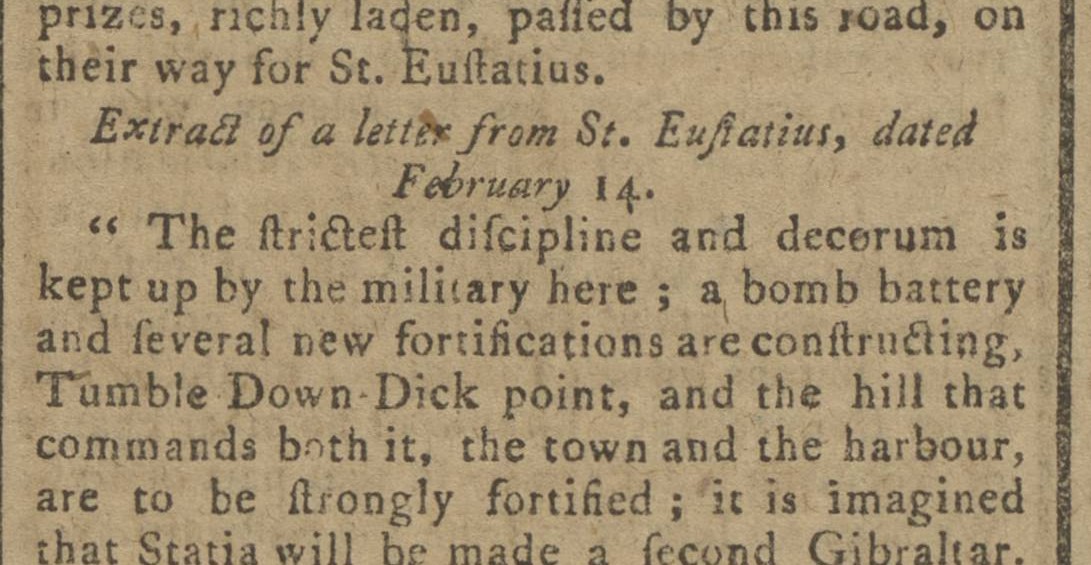 prizes, richly laden, paſſed by this road, on
their way for St. Euſtatius.
Extract of a letter from St. Euſtatius, dated
February 14.
“ The ſtricteſt diſcipline and decorum is
kept up by the military here ; a bomb battery
and ſeveral new fortifications are conſtructing,
Tumble Down-Dick point, and the hill that
commands both it, the town and the harbour,
are to be ſtrongly fortified ; it is imagined
that Statia will be made a ſecond Gibraltar.